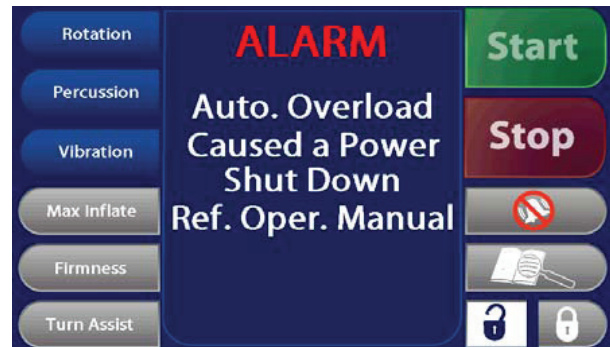 Rotation
Percussion
Vibration
Max Inflate
Firmness
Turn Assist
ALARM
Auto. Overload
Caused a Power
Shut Down
Ref. Oper. Manual
Start
Stop